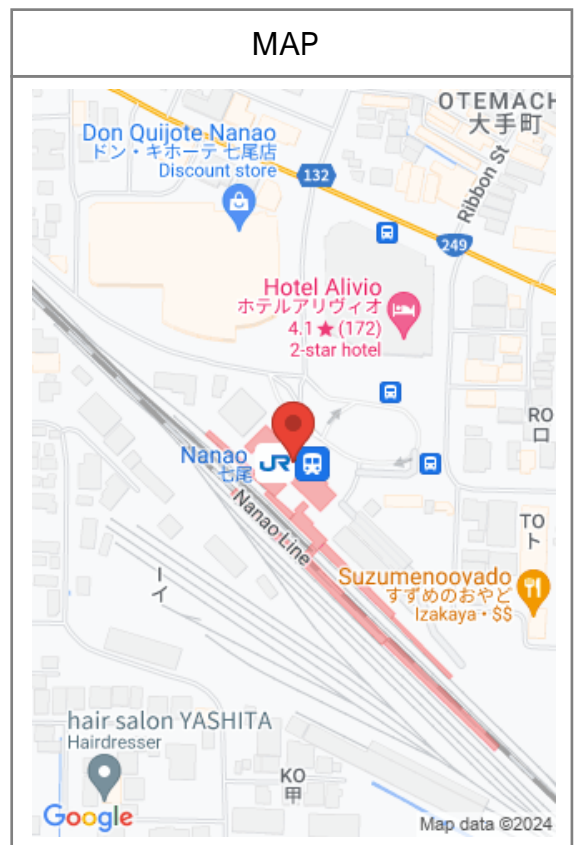 MAP
OTEMACH
大手町
Don Quijote Nanao
ドン・キホーテ 七尾店
Discount store
132
Ribbon St
249
Hotel Alivio
ホテルアリヴィオ
4.1★(172)
2-star hotel
RO
ロ
Nanao
七尾
JR
Nanao Line
TO
ト
I
イ
Suzumenoovado
すずめのおやど
Izakaya・$$
hair salon YASHITA
Hairdresser
KO
甲
Google
Map data ©2024